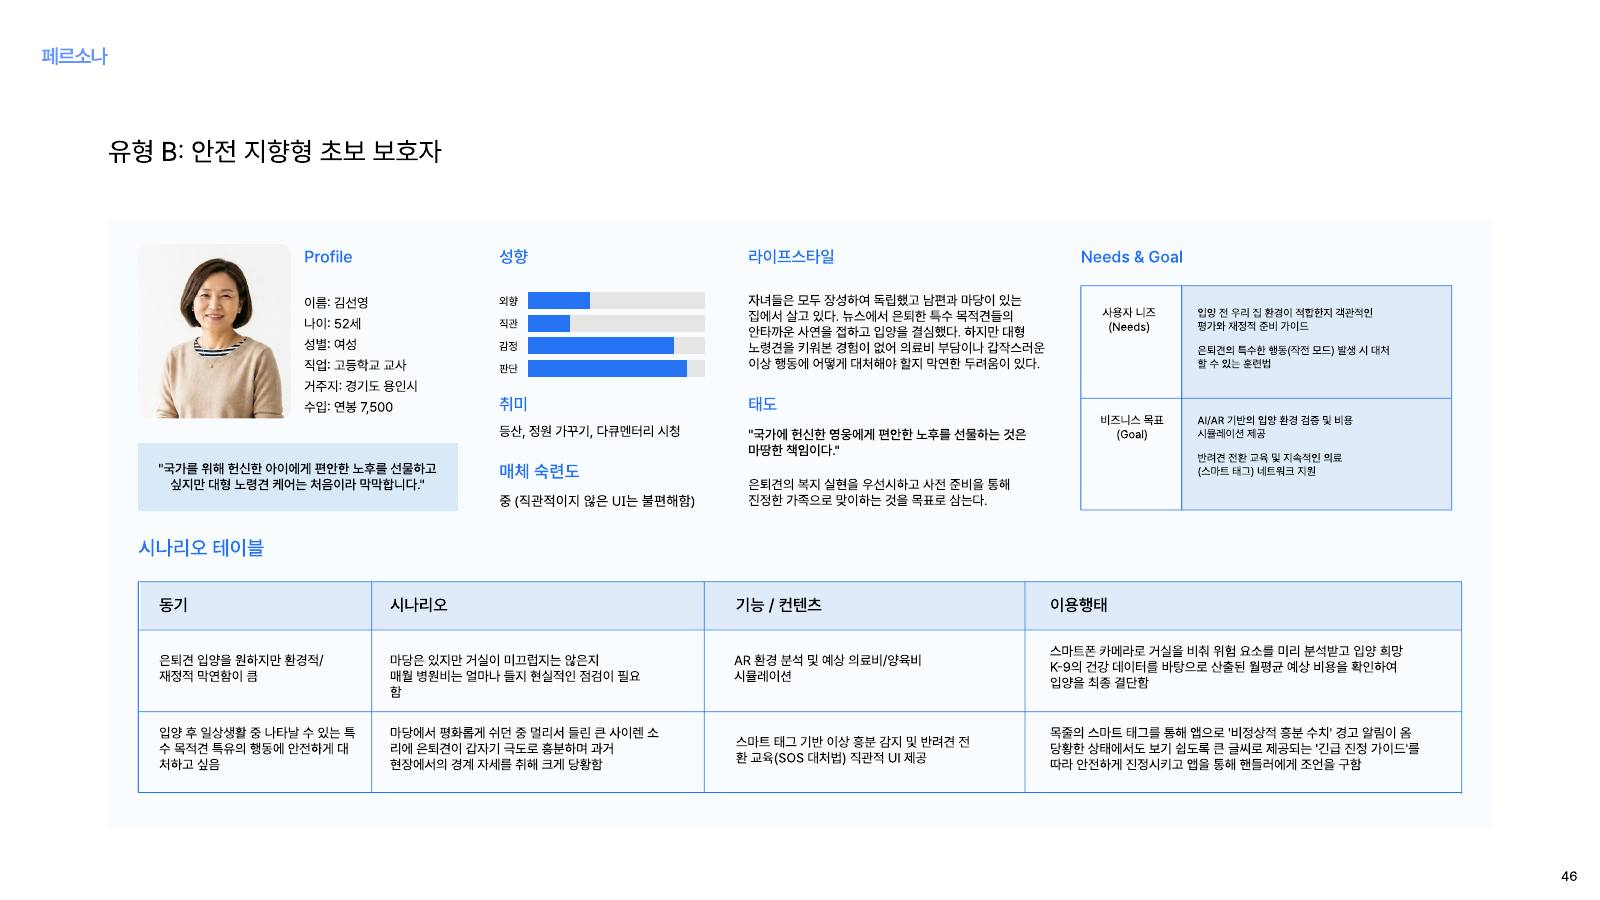 페르소나
유형 B: 안전 지향형 초보 보호자
Profile
이름: 김선영
나이: 52세
성별: 여성
직업: 고등학교 교사
거주지: 경기도 용인시
수입: 연봉 7,500
"국가를 위해 헌신한 아이에게 편안한 노후를 선물하고
싶지만 대형 노령견 케어는 처음이라 막막합니다."
성향
외향
직관
김정
판단
취미
등산, 정원 가꾸기, 다큐멘터리 시청
매체 숙련도
중 (직관적이지 않은 UI는 불편해함)
라이프스타일
자녀들은 모두 장성하여 독립했고 남편과 마당이 있는
집에서 살고 있다. 뉴스에서 은퇴한 특수 목적견들의
안타까운 사연을 접하고 입양을 결심했다. 하지만 대형
노령견을 키워본 경험이 없어 의료비 부담이나 갑작스러운
이상 행동에 어떻게 대처해야 할지 막연한 두려움이 있다.
태도
"국가에 헌신한 영웅에게 편안한 노후를 선물하는 것은
마땅한 책임이다."
은퇴견의 복지 실현을 우선시하고 사전 준비를 통해
진정한 가족으로 맞이하는 것을 목표로 삼는다.
Needs & Goal
사용자 니즈
(Needs)
입양 전 우리 집 환경이 적합한지 객관적인
평가와 재정적 준비 가이드
은퇴견의 특수한 행동(작전 모드) 발생 시 대처
할 수 있는 훈련법
비즈니스 목표
(Goal)
AI/AR 기반의 입양 환경 검증 및 비용
시뮬레이션 제공
반려견 전환 교육 및 지속적인 의료
(스마트 태그) 네트워크 지원
시나리오 테이블
동기
시나리오
기능 / 컨텐츠
이용행태
은퇴견 입양을 원하지만 환경적/
재정적 막연함이 큼
마당은 있지만 거실이 미끄럽지는 않은지
매월 병원비는 얼마나 들지 현실적인 점검이 필요
함
AR 환경 분석 및 예상 의료비/양육비
시뮬레이션
스마트폰 카메라로 거실을 비춰 위험 요소를 미리 분석받고 입양 희망
K-9의 건강 데이터를 바탕으로 산출된 월평균 예상 비용을 확인하여
입양을 최종 결단함
입양 후 일상생활 중 나타날 수 있는 특
수 목적견 특유의 행동에 안전하게 대
처하고 싶음
마당에서 평화롭게 쉬던 중 멀리서 들린 큰 사이렌 소
리에 은퇴견이 갑자기 극도로 흥분하며 과거
현장에서의 경계 자세를 취해 크게 당황함
스마트 태그 기반 이상 흥분 감지 및 반려견 전
환 교육(SOS 대처법) 직관적 UI 제공
목줄의 스마트 태그를 통해 앱으로 '비정상적 흥분 수치' 경고 알림이 옴
당황한 상태에서도 보기 쉽도록 큰 글씨로 제공되는 '긴급 진정 가이드'를
따라 안전하게 진정시키고 앱을 통해 핸들러에게 조언을 구함
46